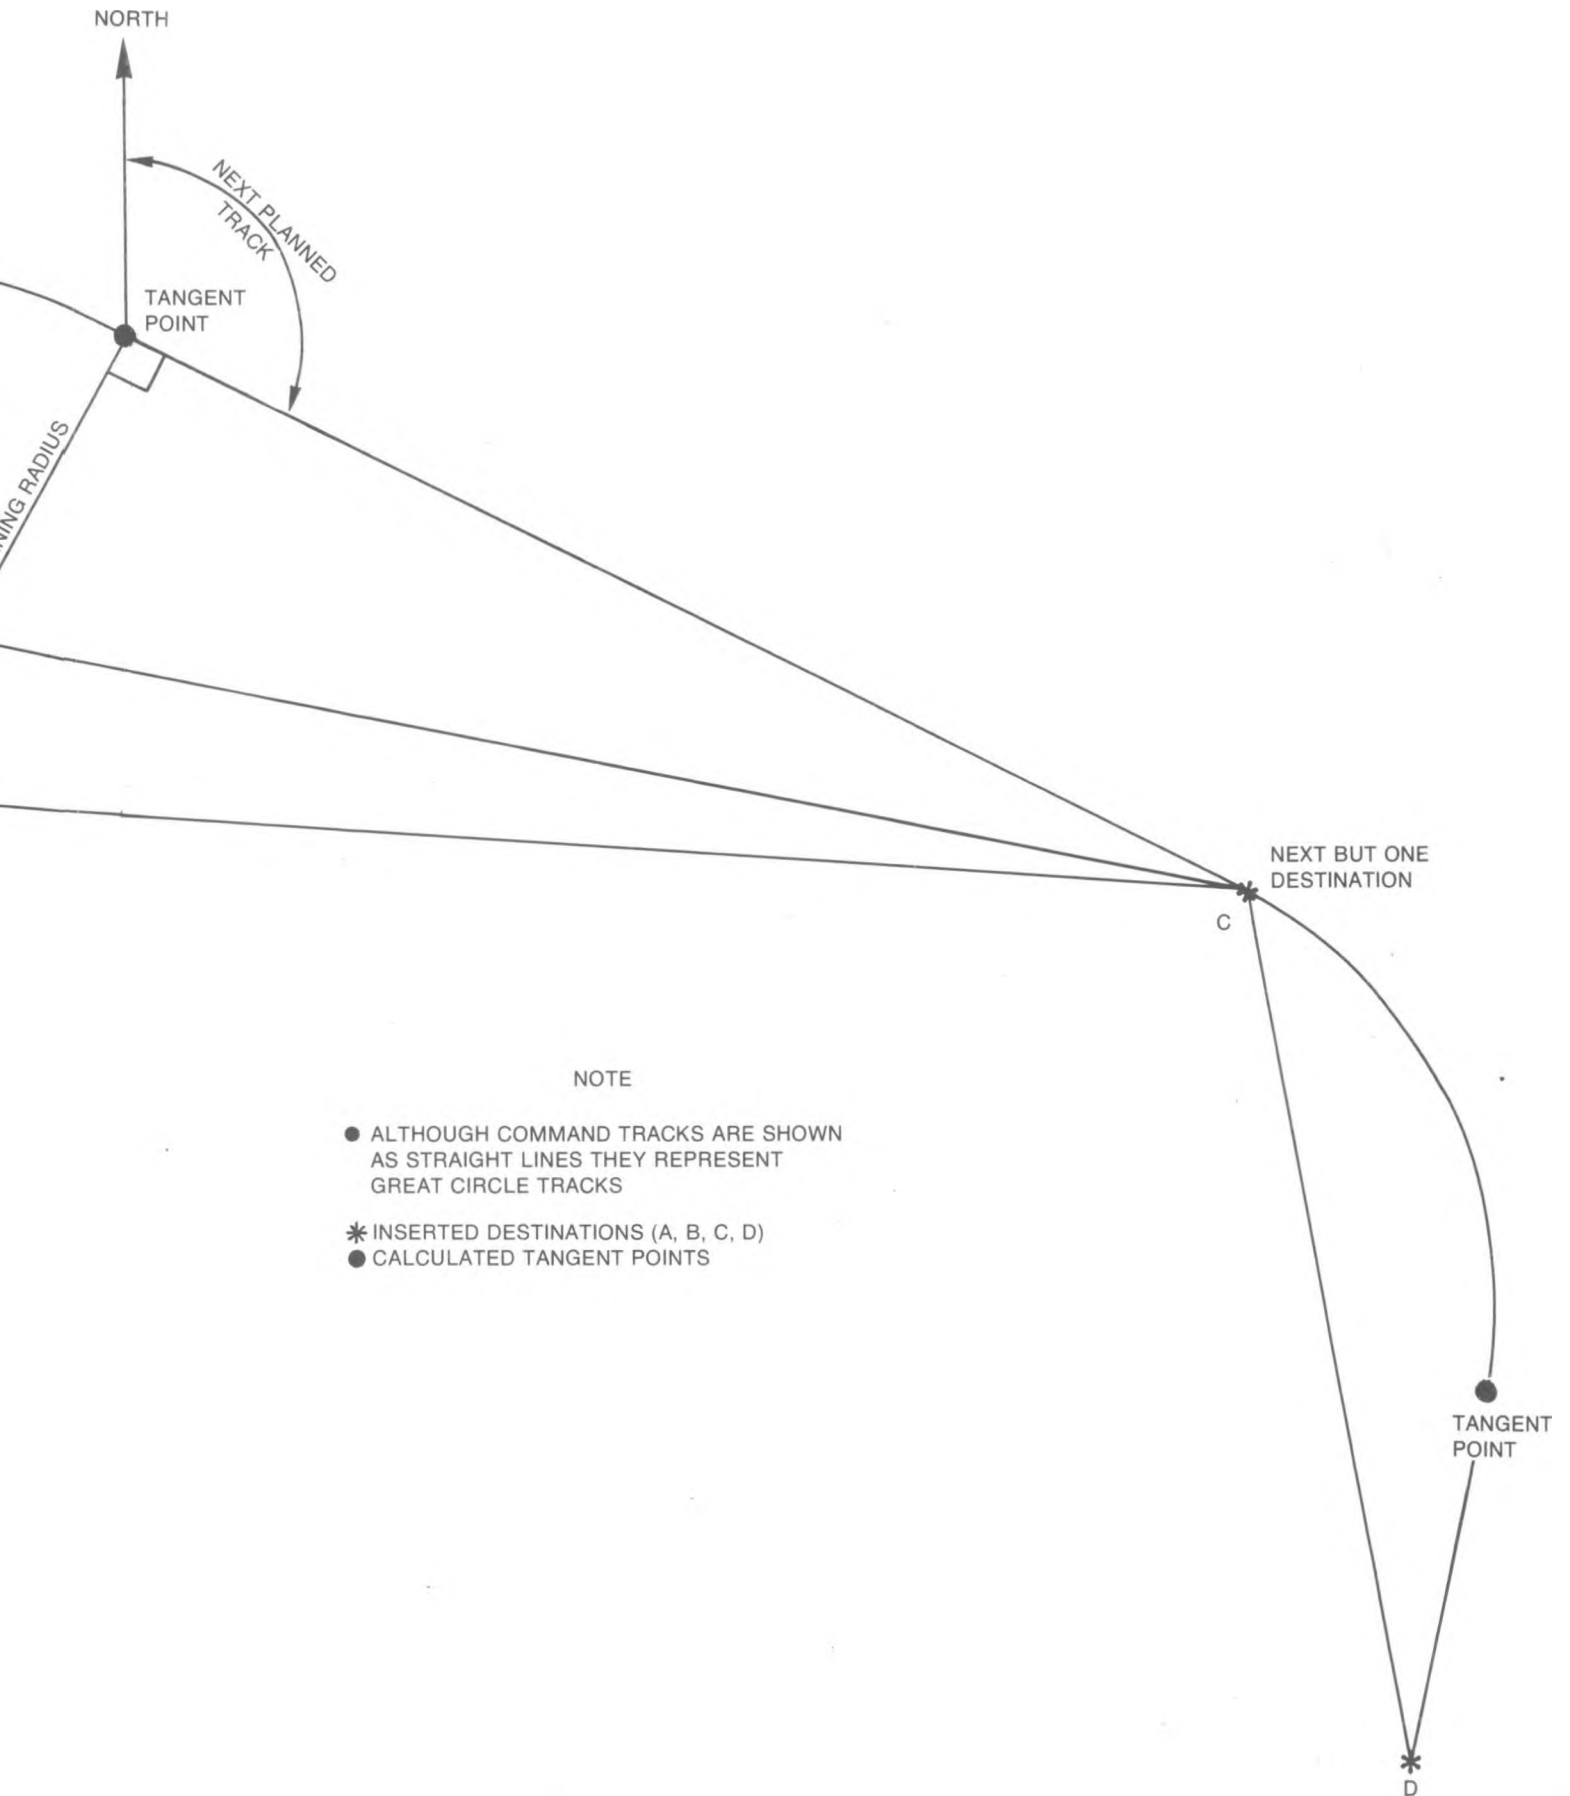 NORTH
NEXT PLANNED
TRACK
TANGENT
POINT
NING RADIUS
NEXT BUT ONE
DESTINATION
C
NOTE
● ALTHOUGH COMMAND TRACKS ARE SHOWN
AS STRAIGHT LINES THEY REPRESENT
GREAT CIRCLE TRACKS
* INSERTED DESTINATIONS (A, B, C, D)
● CALCULATED TANGENT POINTS
TANGENT
POINT
D